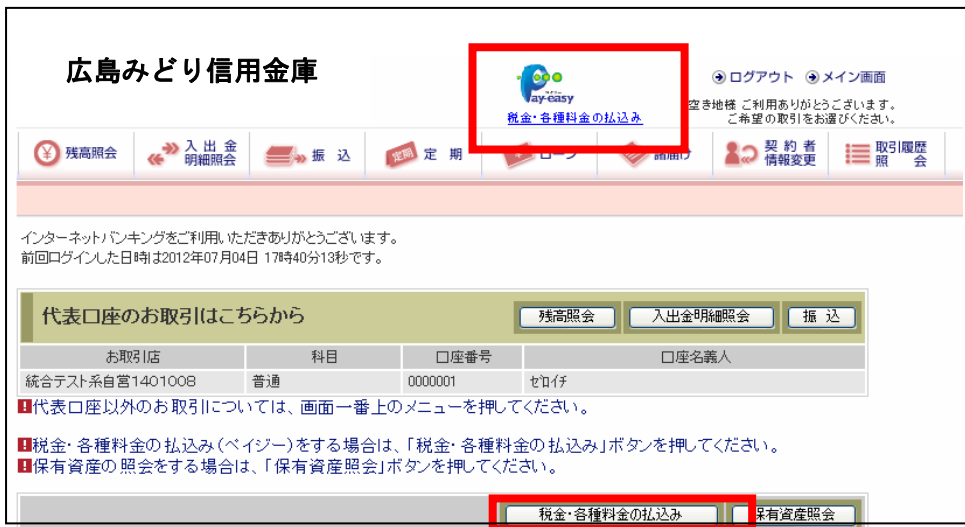 広島みどり信用金庫
Pay-easy
税金・各種料金の払込み
ログアウト メイン画面
空き地様 ご利用ありがとうございます。
ご希望の取引をお選びください。
残高照会
入出金
明細照会
振込
定期 定期
ローン
諸届け
契約者
情報変更
取引履歴
照会
インターネットバンキングをご利用いただきありがとうございます。
前回ログインした日時は2012年07月04日 17時40分13秒です。
代表口座のお取引はこちらから 残高照会 入出金明細照会 振込
お取引店 科目 口座番号 口座名義人
統合テスト系自営1401008 普通 0000001 ｾﾞﾛｲﾁ
代表口座以外のお取引については、画面一番上のメニューを押してください。
税金・各種料金の払込み(ペイジー)をする場合は、「税金・各種料金の払込み」ボタンを押してください。
保有資産の照会をする場合は、「保有資産照会」ボタンを押してください。
税金・各種料金の払込み 保有資産照会